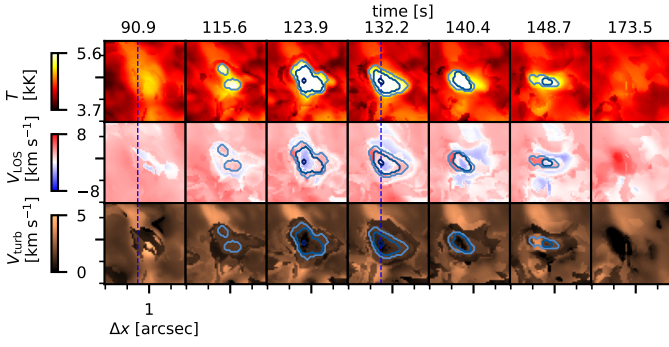 time [s]
90.9 115.6 123.9 132.2 140.4 148.7 173.5
T [kK] 5.6 3.7
V_LOS [km s⁻¹] 8 −8
V_turb [km s⁻¹] 5 0
1
Δx [arcsec]